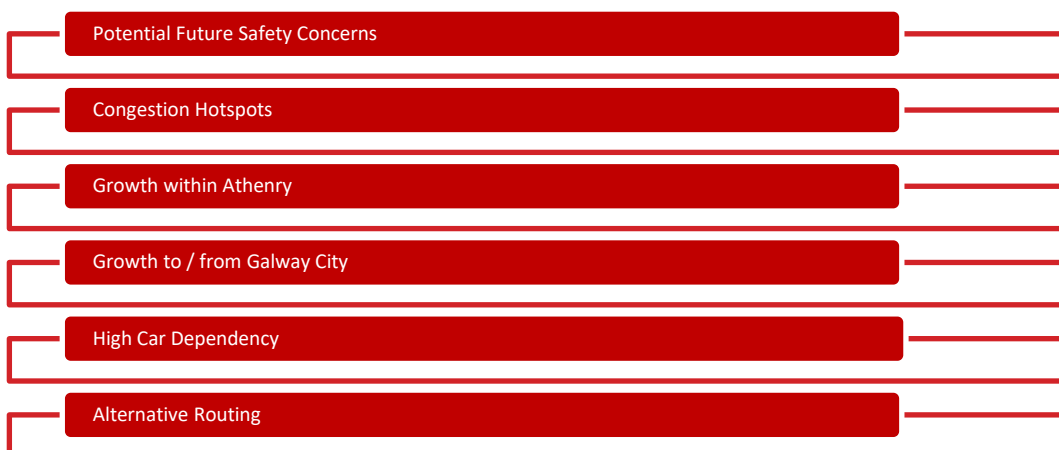 Potential Future Safety Concerns
Congestion Hotspots
Growth within Athenry
Growth to / from Galway City
High Car Dependency
Alternative Routing